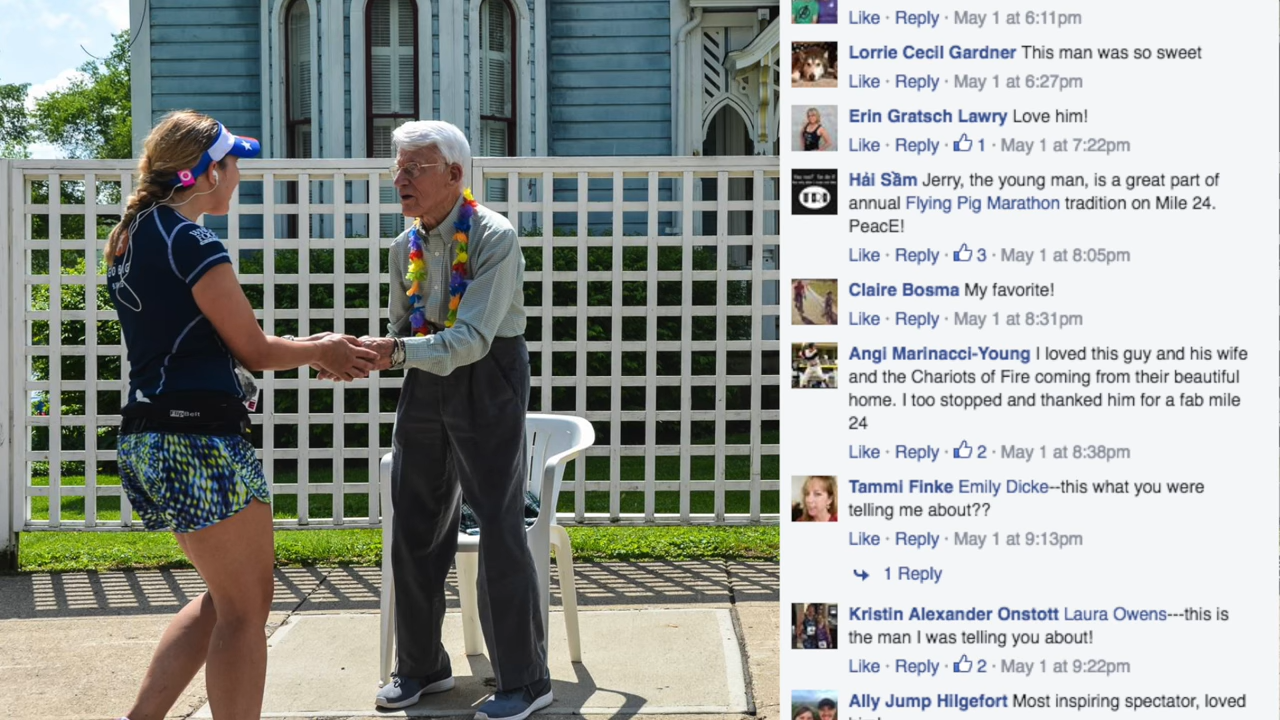 FlipBelt
Like · Reply · May 1 at 6:11pm
Lorrie Cecil Gardner This man was so sweet
Like · Reply · May 1 at 6:27pm
Erin Gratsch Lawry Love him!
Like · Reply · 1 · May 1 at 7:22pm
Hải Sầm Jerry, the young man, is a great part of
annual Flying Pig Marathon tradition on Mile 24.
PeacE!
Like · Reply · 3 · May 1 at 8:05pm
Claire Bosma My favorite!
Like · Reply · May 1 at 8:31pm
Angi Marinacci-Young I loved this guy and his wife
and the Chariots of Fire coming from their beautiful
home. I too stopped and thanked him for a fab mile
24
Like · Reply · 2 · May 1 at 8:38pm
Tammi Finke Emily Dicke--this what you were
telling me about??
Like · Reply · May 1 at 9:13pm
1 Reply
Kristin Alexander Onstott Laura Owens---this is
the man I was telling you about!
Like · Reply · 2 · May 1 at 9:22pm
Ally Jump Hilgefort Most inspiring spectator, loved